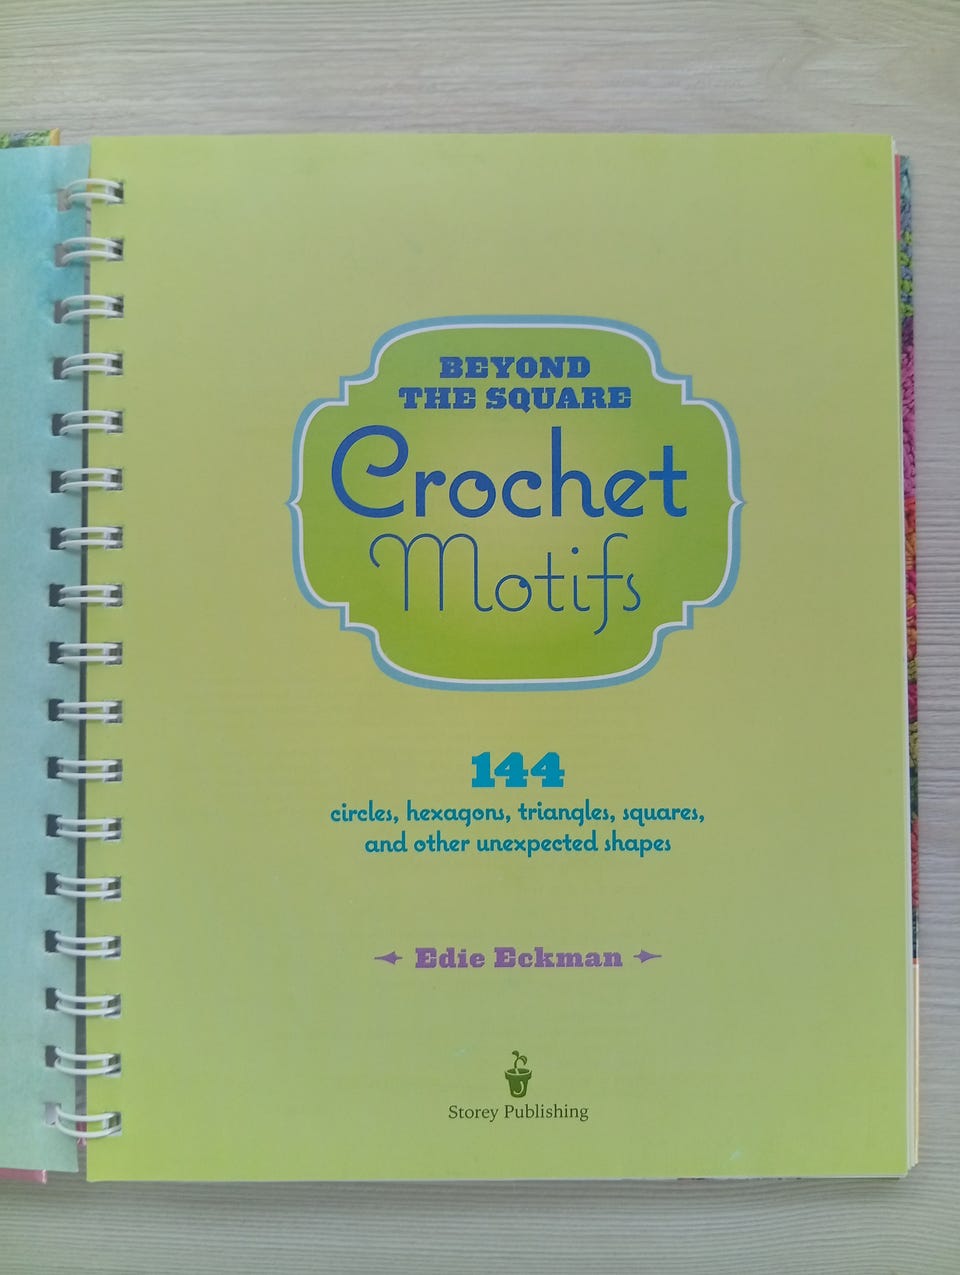 BEYOND
THE SQUARE
Crochet
Motifs
144
circles, hexagons, triangles, squares,
and other unexpected shapes
Edie Eckman
Storey Publishing